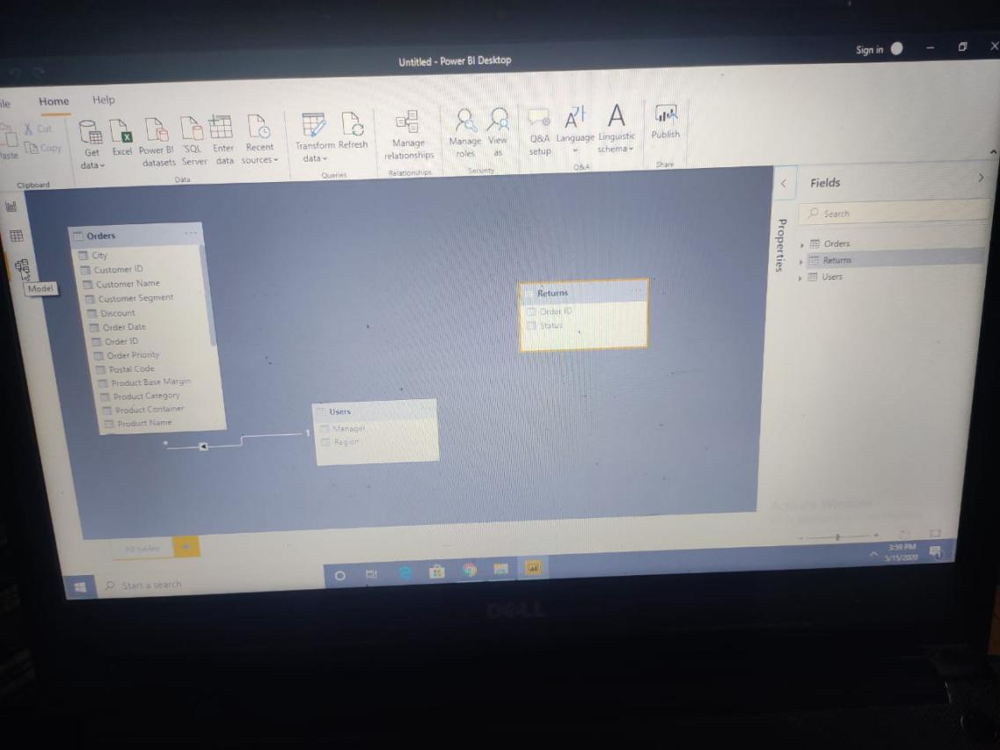 Untitled - Power BI Desktop
Sign in
Home
Help
Cut
Copy
Clipboard
Get data
Excel
Power BI datasets
SQL Server
Enter data
Recent sources
Data
Transform data
Refresh
Queries
Manage relationships
Relationships
Manage roles
View as
Security
Q&A setup
Language
Linguistic schema
Q&A
Publish
Share
Model
Orders
City
Customer ID
Customer Name
Customer Segment
Discount
Order Date
Order ID
Order Priority
Postal Code
Product Base Margin
Product Category
Product Container
Product Name
*
1
Users
Manager
Region
Returns
Order ID
Status
Properties
Fields
Search
Orders
Returns
Users
Activate Windows
All tables
+
Start a search
3:59 PM
5/15/2020
DELL